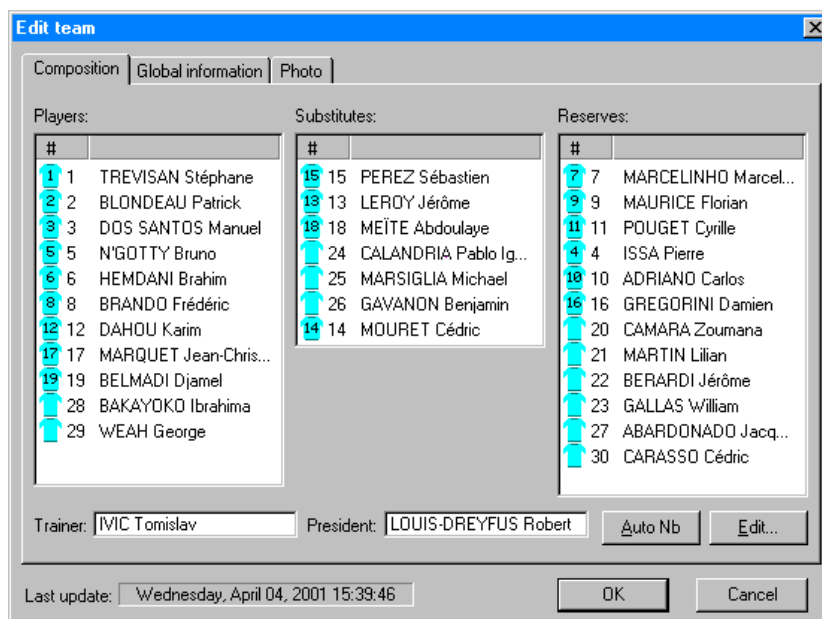 Edit team
Composition Global information Photo
Players:
#
1 1 TREVISAN Stéphane
2 2 BLONDEAU Patrick
3 3 DOS SANTOS Manuel
5 5 N'GOTTY Bruno
6 6 HEMDANI Brahim
8 8 BRANDO Frédéric
12 12 DAHOU Karim
17 17 MARQUET Jean-Chris...
19 19 BELMADI Djamel
28 BAKAYOKO Ibrahima
29 WEAH George
Substitutes:
#
15 15 PEREZ Sébastien
13 13 LEROY Jérôme
18 18 MEÏTE Abdoulaye
24 CALANDRIA Pablo Ig...
25 MARSIGLIA Michael
26 GAVANON Benjamin
14 14 MOURET Cédric
Reserves:
#
7 7 MARCELINHO Marcel...
9 9 MAURICE Florian
11 11 POUGET Cyrille
4 4 ISSA Pierre
10 10 ADRIANO Carlos
16 16 GREGORINI Damien
20 CAMARA Zoumana
21 MARTIN Lilian
22 BERARDI Jérôme
23 GALLAS William
27 ABARDONADO Jacq...
30 CARASSO Cédric
Trainer: IVIC Tomislav President: LOUIS-DREYFUS Robert Auto Nb Edit...
Last update: Wednesday, April 04, 2001 15:39:46 OK Cancel